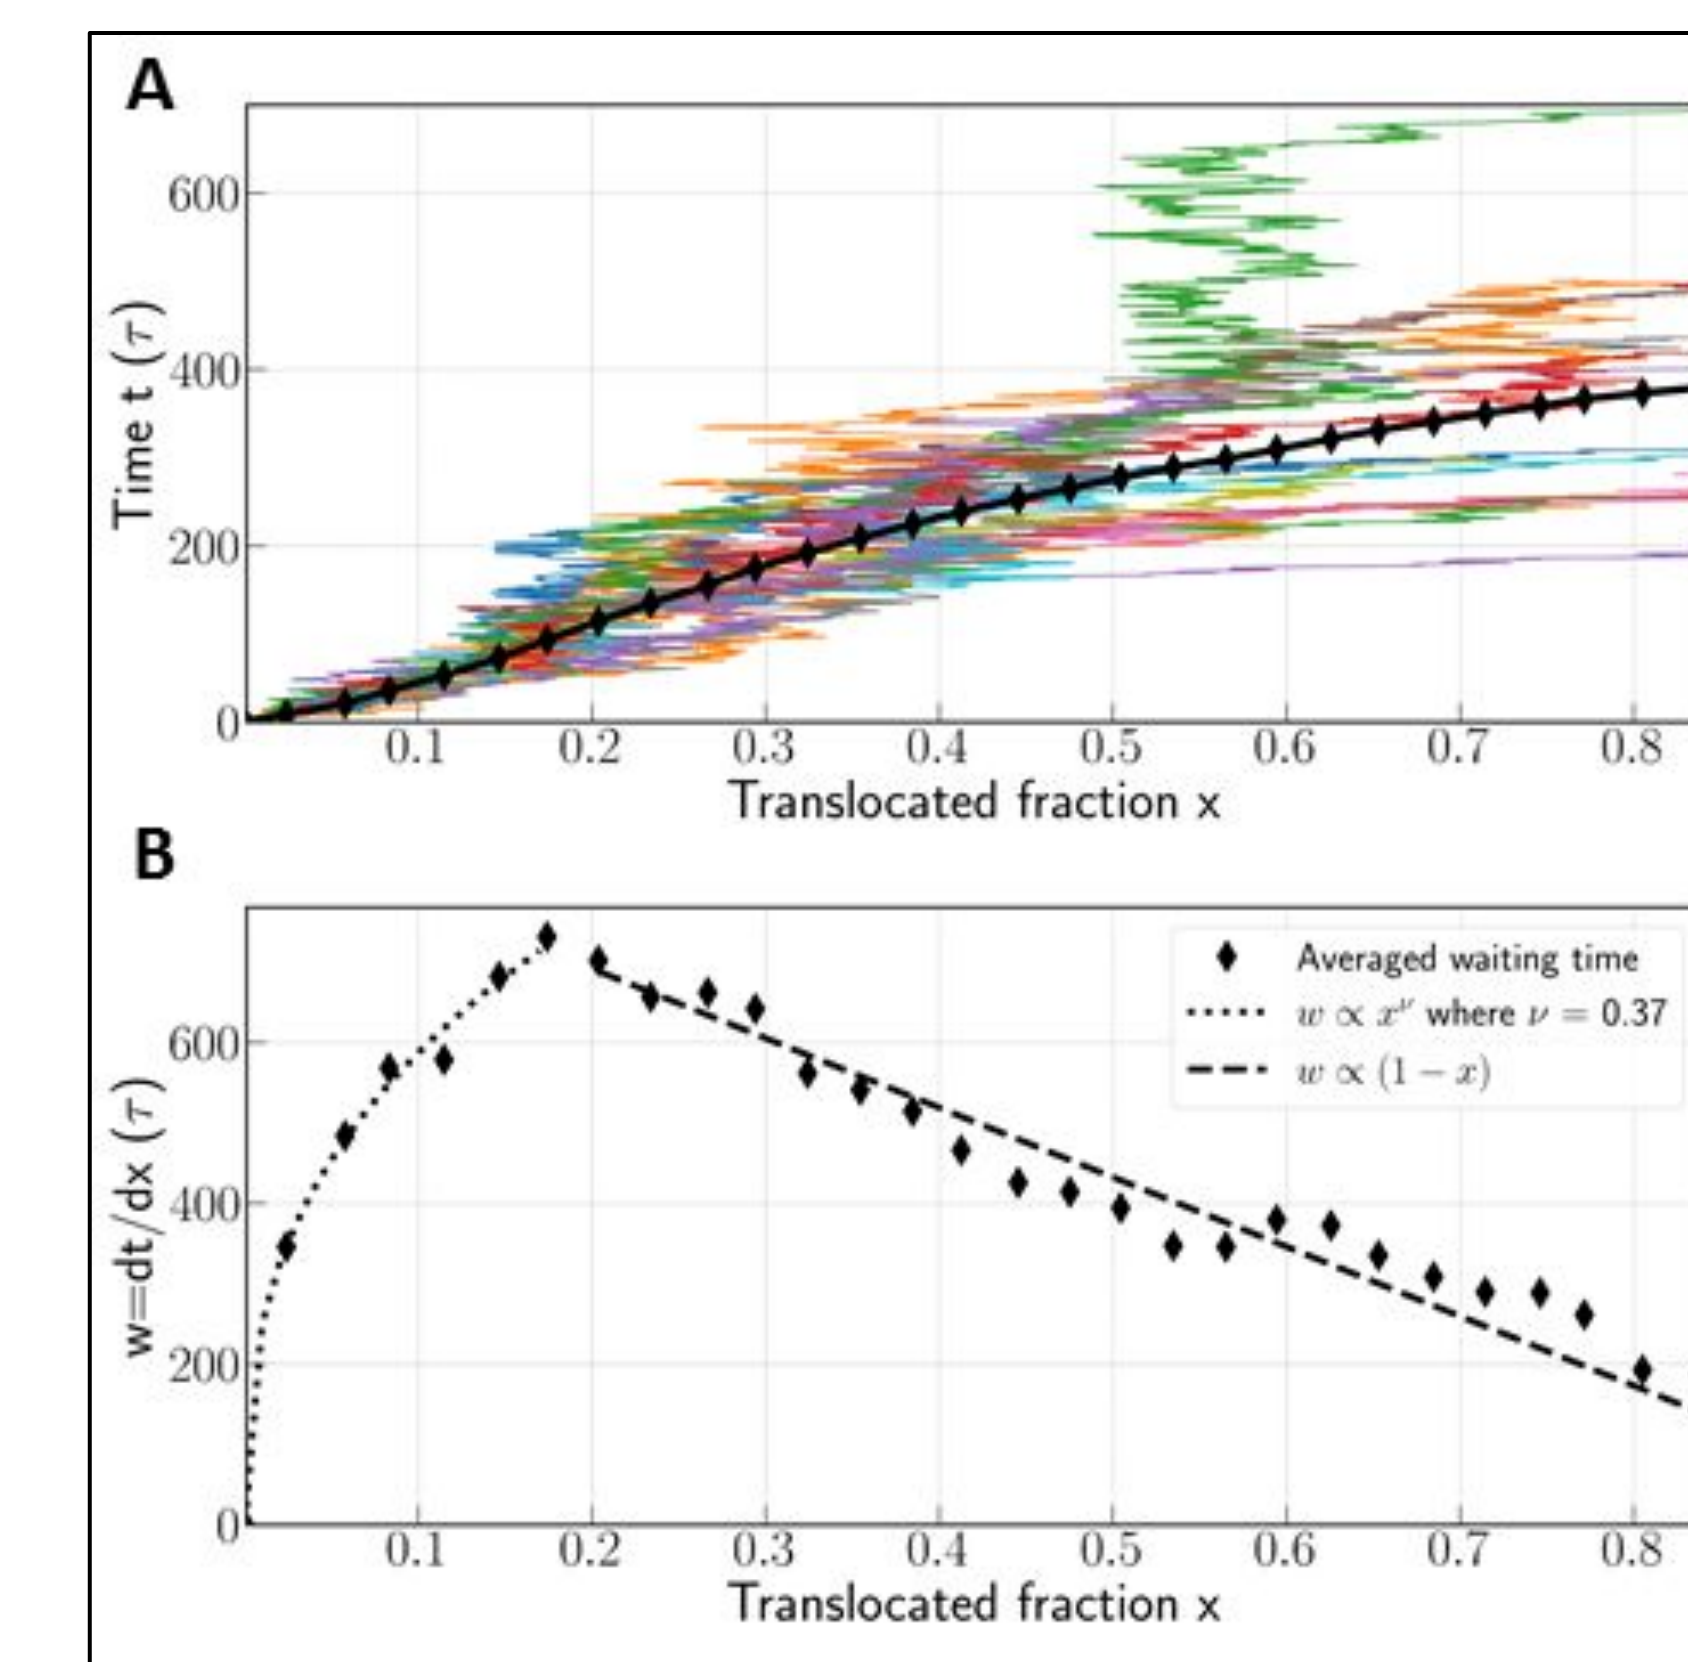 A
600
400
200
0
Time t (τ)
0.1 0.2 0.3 0.4 0.5 0.6 0.7 0.8
Translocated fraction x
B
Averaged waiting time
w ∝ x^ν where ν = 0.37
w ∝ (1 − x)
600
400
200
0
w=dt/dx (τ)
0.1 0.2 0.3 0.4 0.5 0.6 0.7 0.8
Translocated fraction x